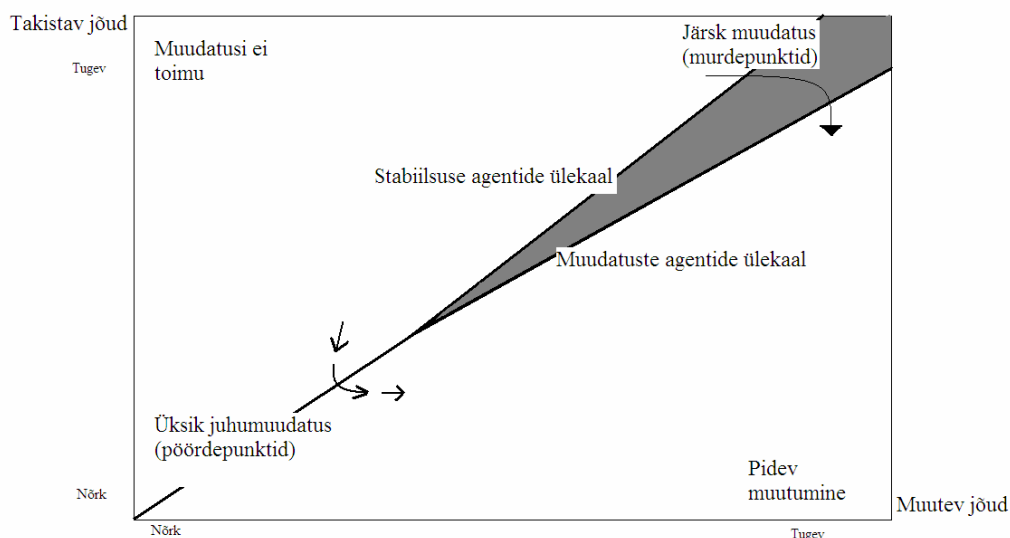 Takistav jõud
Tugev
Muudatusi ei
toimu
Järsk muudatus
(murdepunktid)
Stabiilsuse agentide ülekaal
Muudatuste agentide ülekaal
Üksik juhumuudatus
(pöördepunktid)
Pidev
muutumine
Nõrk
Muutev jõud
Nõrk
Tugev